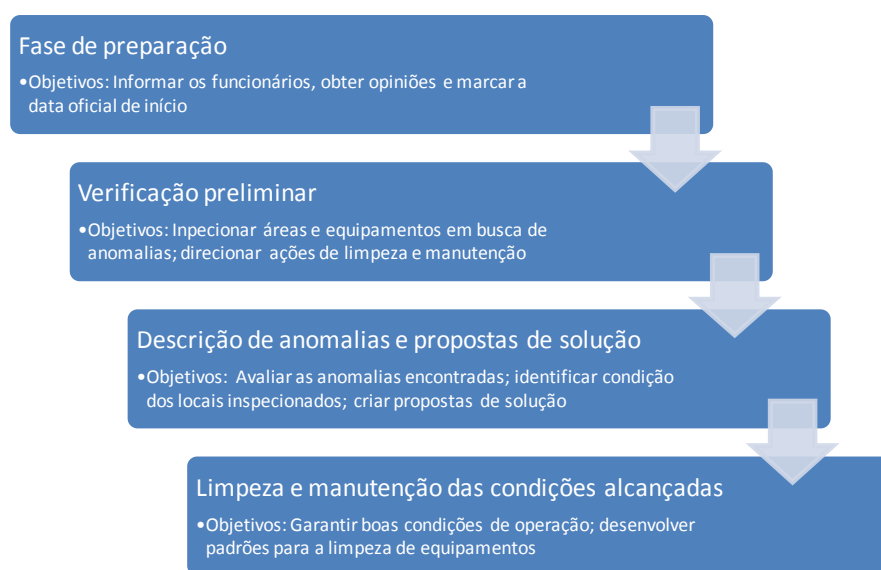 Fase de preparação
•Objetivos: Informar os funcionários, obter opiniões e marcar a
data oficial de início
Verificação preliminar
•Objetivos: Inpecionar áreas e equipamentos em busca de
anomalias; direcionar ações de limpeza e manutenção
Descrição de anomalias e propostas de solução
•Objetivos: Avaliar as anomalias encontradas; identificar condição
dos locais inspecionados; criar propostas de solução
Limpeza e manutenção das condições alcançadas
•Objetivos: Garantir boas condições de operação; desenvolver
padrões para a limpeza de equipamentos